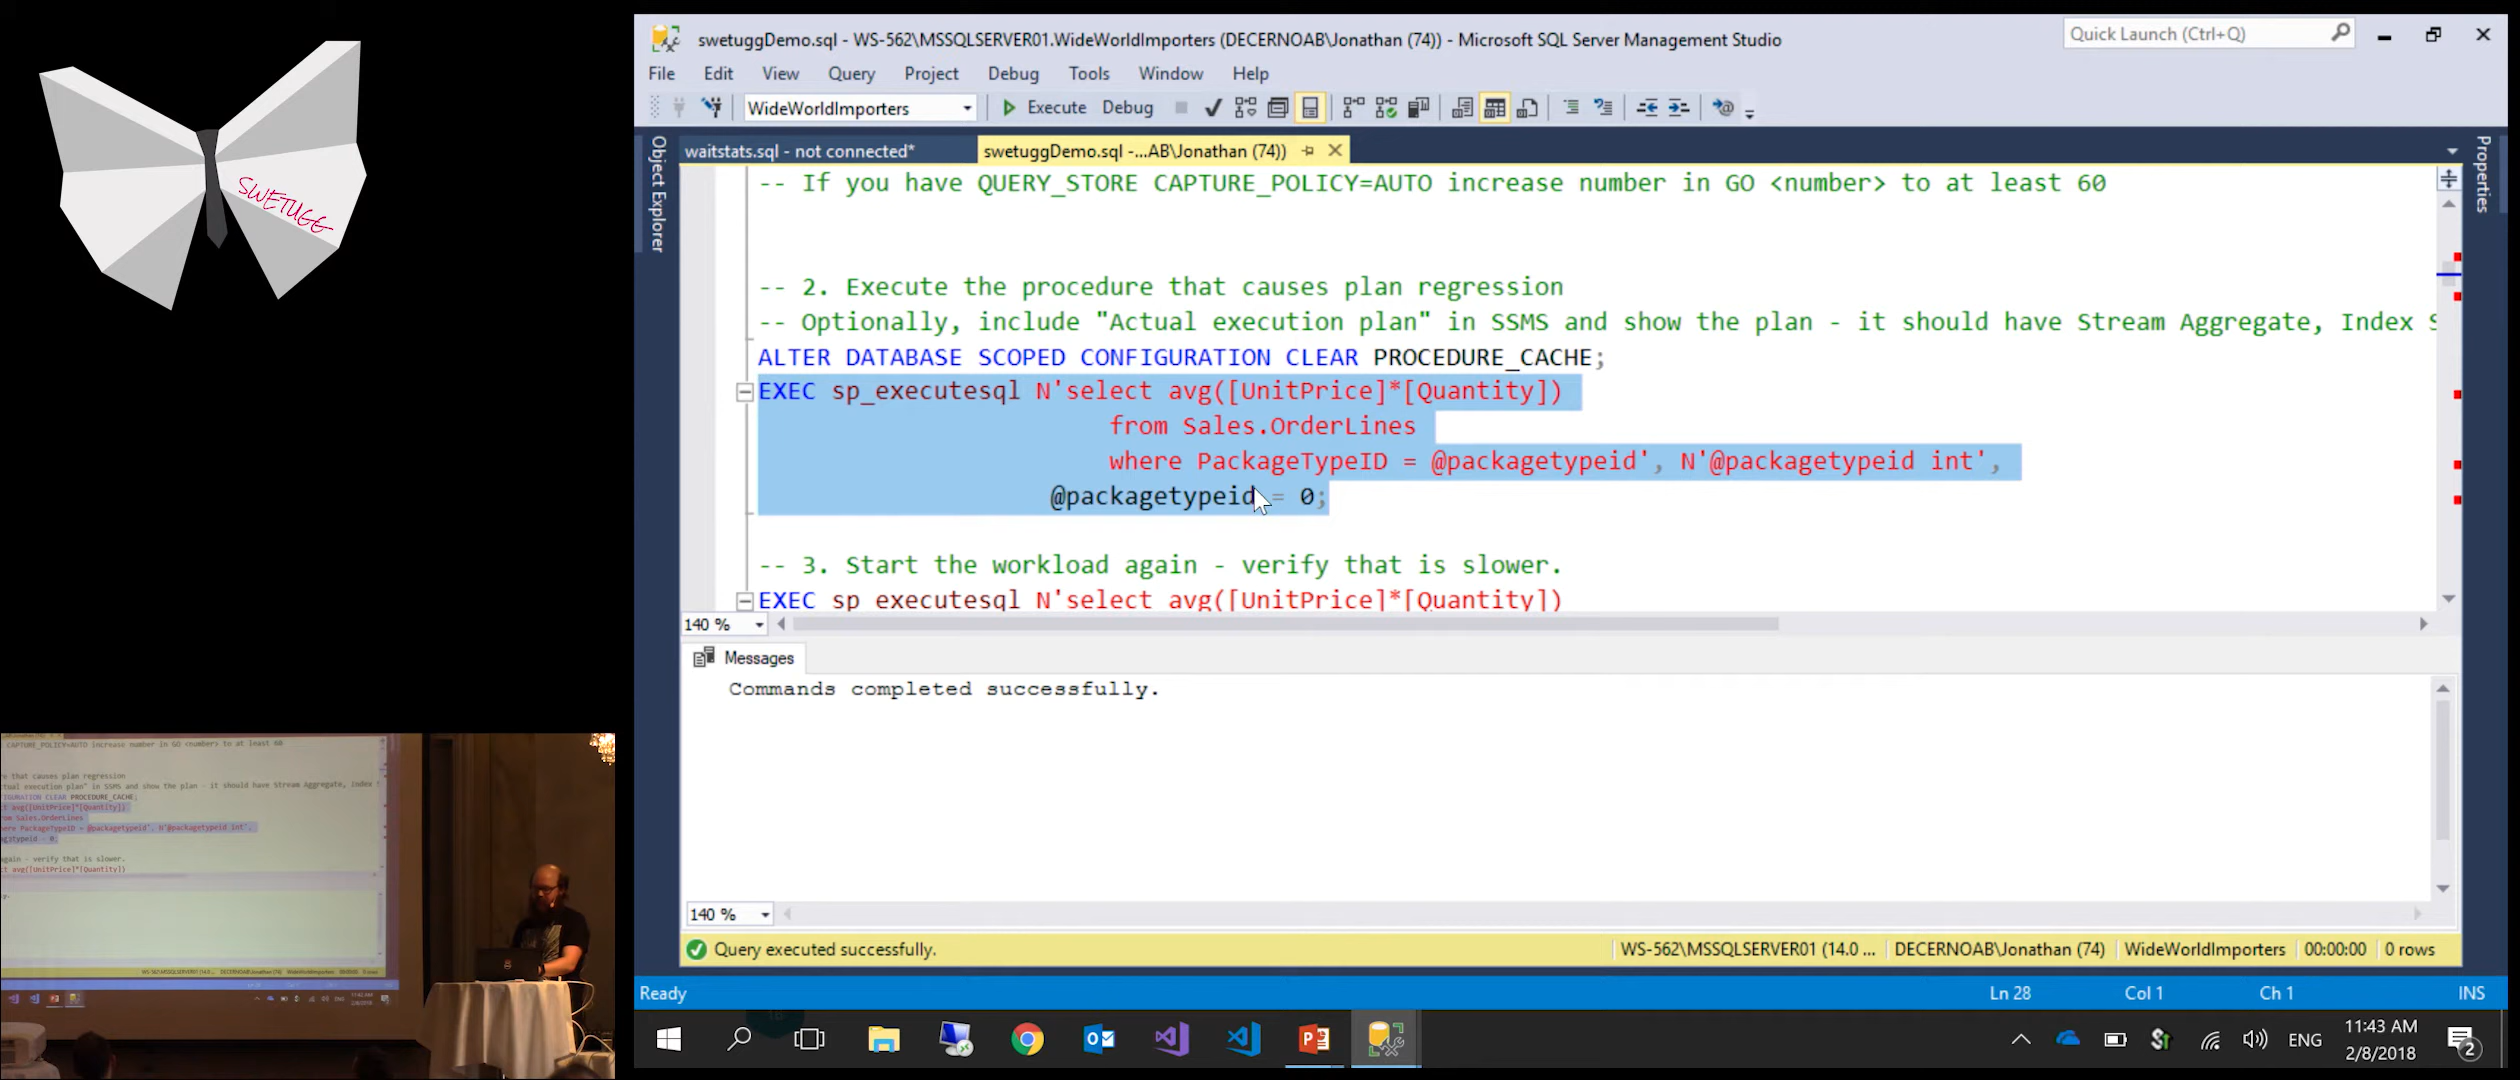 SWETUGG
swetuggDemo.sql - WS-562\MSSQLSERVER01.WideWorldImporters (DECERNOAB\Jonathan (74)) - Microsoft SQL Server Management Studio
Quick Launch (Ctrl+Q)
File Edit View Query Project Debug Tools Window Help
WideWorldImporters Execute Debug
Object Explorer
Properties
waitstats.sql - not connected*
swetuggDemo.sql -...AB\Jonathan (74))
-- If you have QUERY_STORE CAPTURE_POLICY=AUTO increase number in GO <number> to at least 60
-- 2. Execute the procedure that causes plan regression
-- Optionally, include "Actual execution plan" in SSMS and show the plan - it should have Stream Aggregate, Index
ALTER DATABASE SCOPED CONFIGURATION CLEAR PROCEDURE_CACHE;
EXEC sp_executesql N'select avg([UnitPrice]*[Quantity])
from Sales.OrderLines
where PackageTypeID = @packagetypeid', N'@packagetypeid int',
@packagetypeid = 0;
-- 3. Start the workload again - verify that is slower.
EXEC sp_executesql N'select avg([UnitPrice]*[Quantity])
140 %
Messages
Commands completed successfully.
140 %
Query executed successfully.
WS-562\MSSQLSERVER01 (14.0 ... DECERNOAB\Jonathan (74) WideWorldImporters 00:00:00 0 rows
Ready
Ln 28 Col 1 Ch 1 INS
ENG
11:43 AM
2/8/2018
2